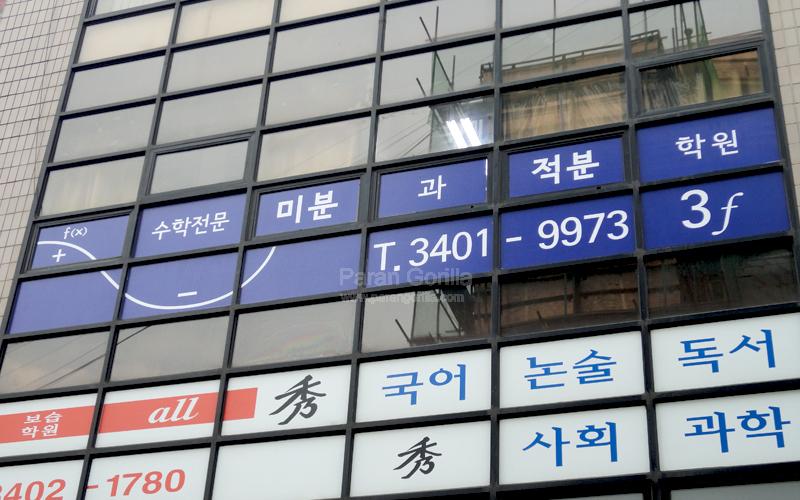 f(x) 수학전문 미분 과 적분 학원
+ − T. 3401 - 9973 3f
Paran Gorilla
www.parangorilla.com
보습 학원 all 秀 국어 논술 독서
3402 - 1780 秀 사회 과학